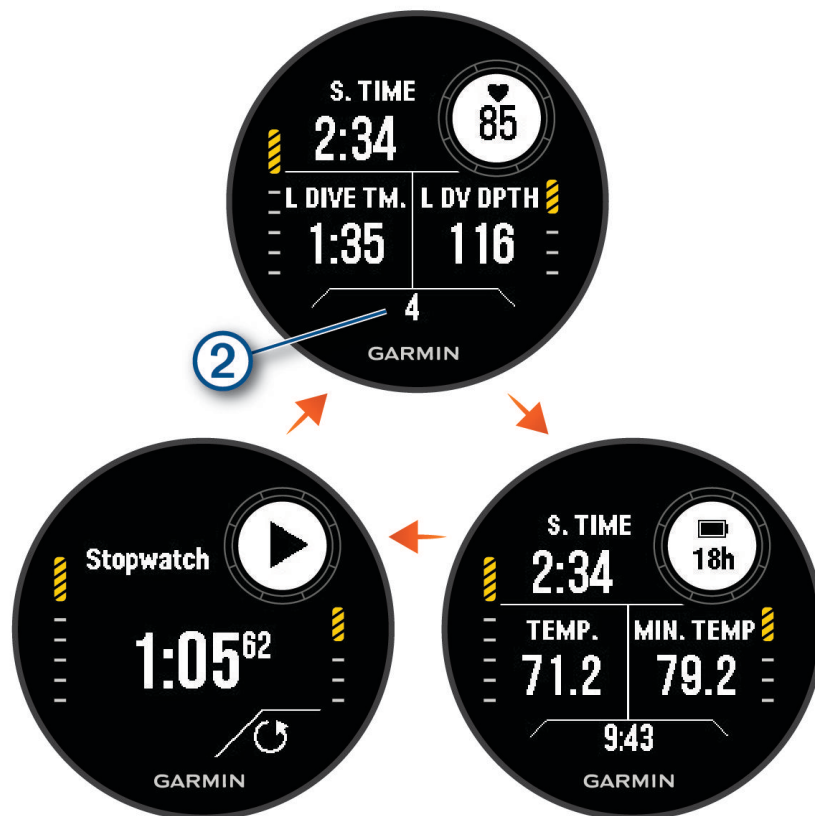 S. TIME
85
2:34
L DIVE TM. L DV DPTH
1:35 116
4
2
GARMIN
Stopwatch
1:05 62
GARMIN
S. TIME
18h
2:34
TEMP. MIN. TEMP
71.2 79.2
9:43
GARMIN